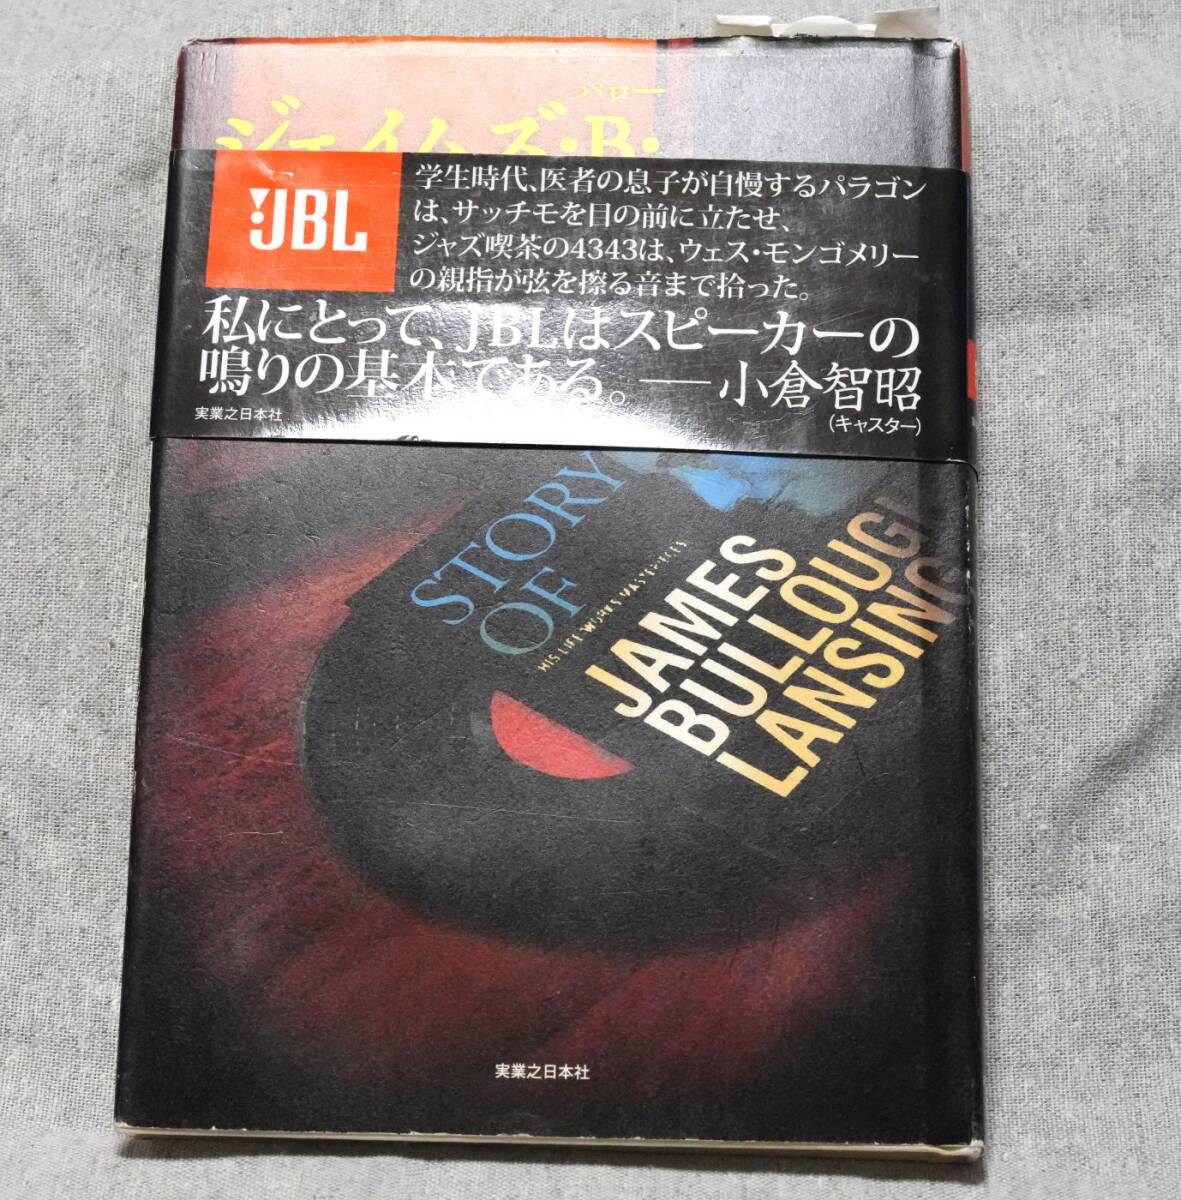 バロー
ジェイムズ・B・
JBL
学生時代、医者の息子が自慢するパラゴン
は、サッチモを目の前に立たせ、
ジャズ喫茶の4343は、ウェス・モンゴメリー
の親指が弦を擦る音まで拾った。
私にとって、JBLはスピーカーの
鳴りの基本である。──小倉智昭
(キャスター)
実業之日本社
STORY
OF
HIS LIFE WORKS MASTERPIECES
JAMES
BULLOUGH
LANSING
実業之日本社